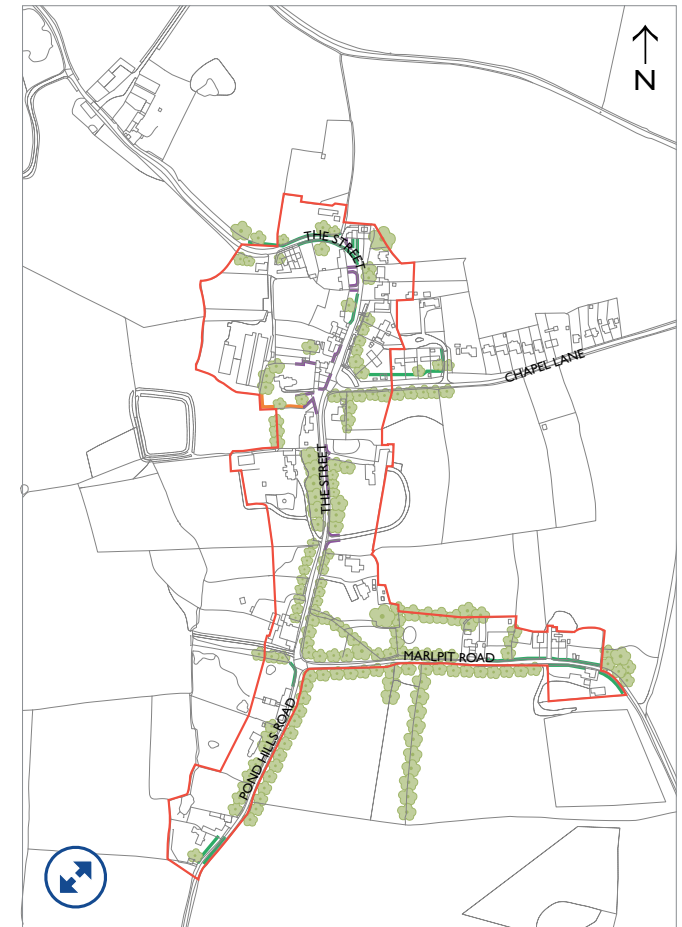 N
THE STREET
CHAPEL LANE
THE STREET
MARLPIT ROAD
POND HILLS ROAD